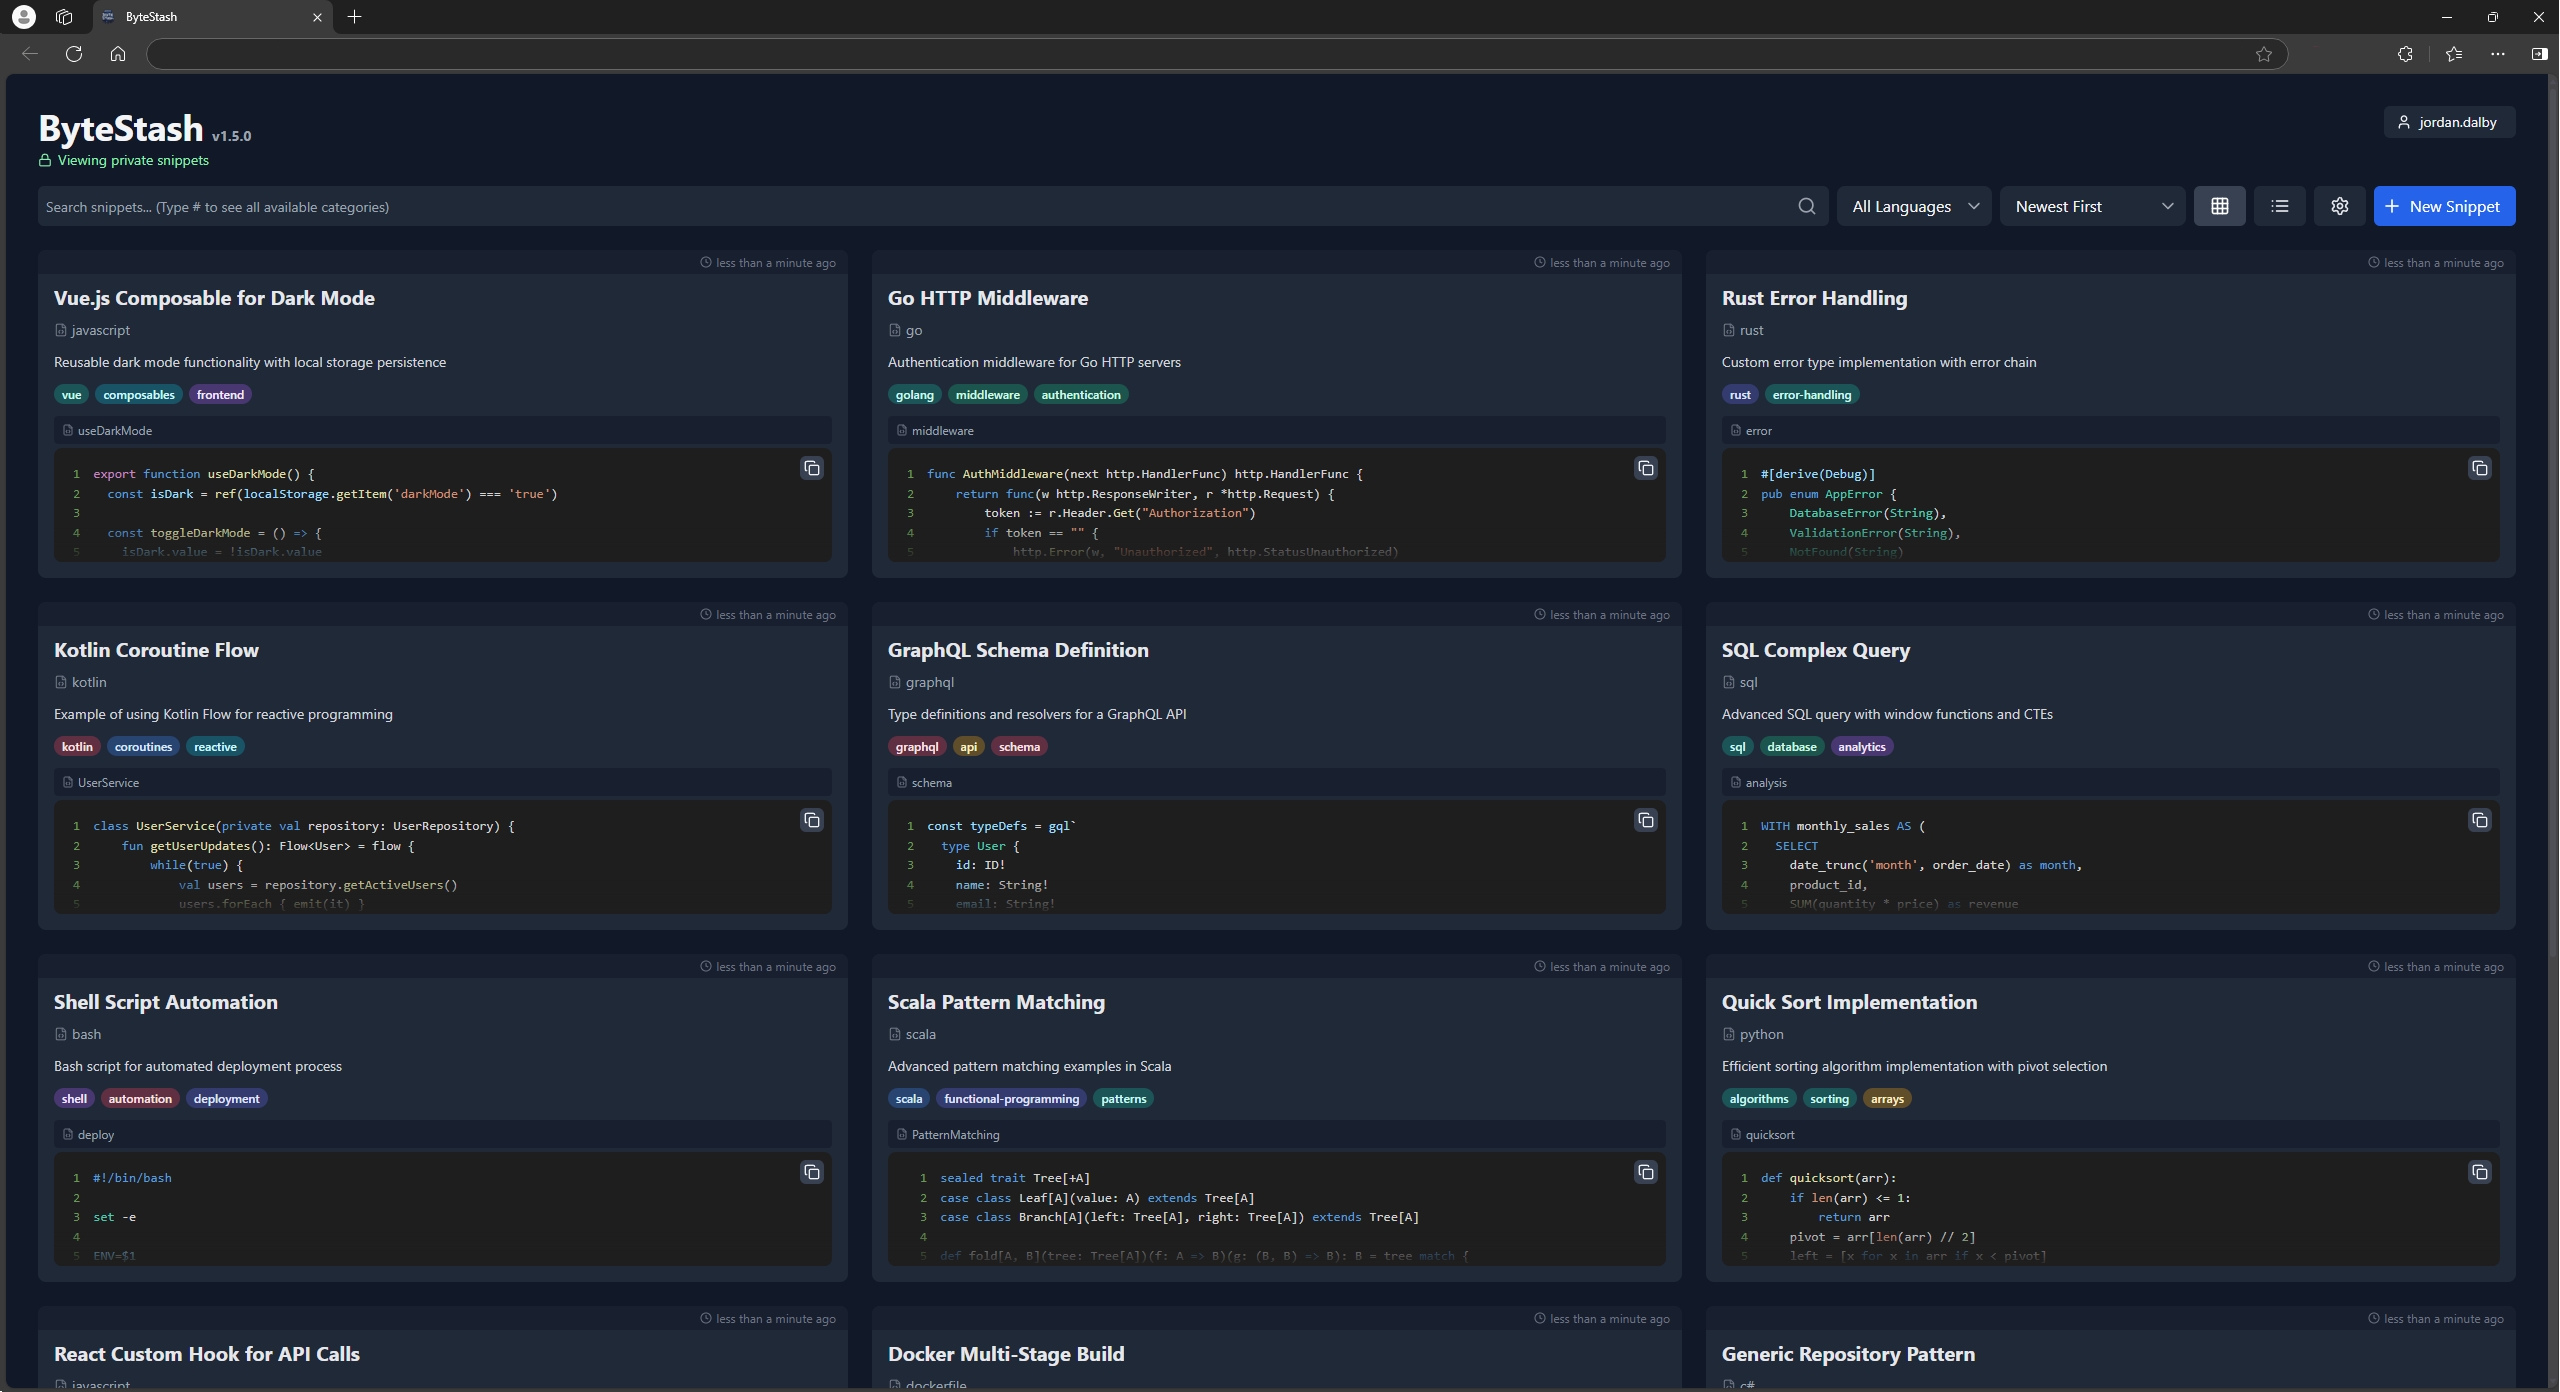 ByteStash
ByteStash v1.5.0
jordan.dalby
Viewing private snippets
Search snippets... (Type # to see all available categories)
All Languages
Newest First
New Snippet
less than a minute ago
Vue.js Composable for Dark Mode
javascript
Reusable dark mode functionality with local storage persistence
vue composables frontend
useDarkMode
1 export function useDarkMode() {
2 const isDark = ref(localStorage.getItem('darkMode') === 'true')
3
4 const toggleDarkMode = () => {
5 isDark.value = !isDark.value
less than a minute ago
Go HTTP Middleware
go
Authentication middleware for Go HTTP servers
golang middleware authentication
middleware
1 func AuthMiddleware(next http.HandlerFunc) http.HandlerFunc {
2 return func(w http.ResponseWriter, r *http.Request) {
3 token := r.Header.Get("Authorization")
4 if token == "" {
5 http.Error(w, "Unauthorized", http.StatusUnauthorized)
less than a minute ago
Rust Error Handling
rust
Custom error type implementation with error chain
rust error-handling
error
1 #[derive(Debug)]
2 pub enum AppError {
3 DatabaseError(String),
4 ValidationError(String),
5 NotFound(String)
less than a minute ago
Kotlin Coroutine Flow
kotlin
Example of using Kotlin Flow for reactive programming
kotlin coroutines reactive
UserService
1 class UserService(private val repository: UserRepository) {
2 fun getUserUpdates(): Flow<User> = flow {
3 while(true) {
4 val users = repository.getActiveUsers()
5 users.forEach { emit(it) }
less than a minute ago
GraphQL Schema Definition
graphql
Type definitions and resolvers for a GraphQL API
graphql api schema
schema
1 const typeDefs = gql`
2 type User {
3 id: ID!
4 name: String!
5 email: String!
less than a minute ago
SQL Complex Query
sql
Advanced SQL query with window functions and CTEs
sql database analytics
analysis
1 WITH monthly_sales AS (
2 SELECT
3 date_trunc('month', order_date) as month,
4 product_id,
5 SUM(quantity * price) as revenue
less than a minute ago
Shell Script Automation
bash
Bash script for automated deployment process
shell automation deployment
deploy
1 #!/bin/bash
2
3 set -e
4
5 ENV=$1
less than a minute ago
Scala Pattern Matching
scala
Advanced pattern matching examples in Scala
scala functional-programming patterns
PatternMatching
1 sealed trait Tree[+A]
2 case class Leaf[A](value: A) extends Tree[A]
3 case class Branch[A](left: Tree[A], right: Tree[A]) extends Tree[A]
4
5 def fold[A, B](tree: Tree[A])(f: A => B)(g: (B, B) => B): B = tree match {
less than a minute ago
Quick Sort Implementation
python
Efficient sorting algorithm implementation with pivot selection
algorithms sorting arrays
quicksort
1 def quicksort(arr):
2 if len(arr) <= 1:
3 return arr
4 pivot = arr[len(arr) // 2]
5 left = [x for x in arr if x < pivot]
less than a minute ago
React Custom Hook for API Calls
javascript
less than a minute ago
Docker Multi-Stage Build
dockerfile
less than a minute ago
Generic Repository Pattern
c#